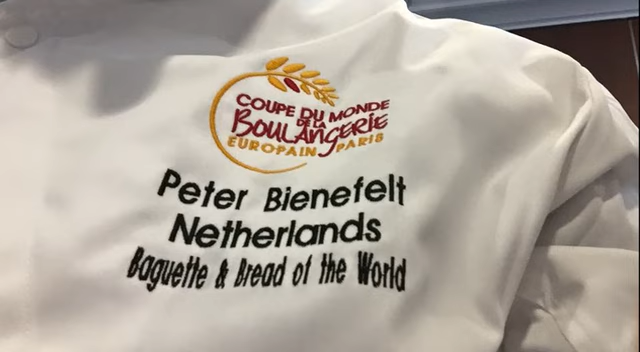 COUPE DU MONDE
DE LA
BOULANGERIE
EUROPAIN PARIS
Peter Bienefelt
Netherlands
Baguette & Bread of the World